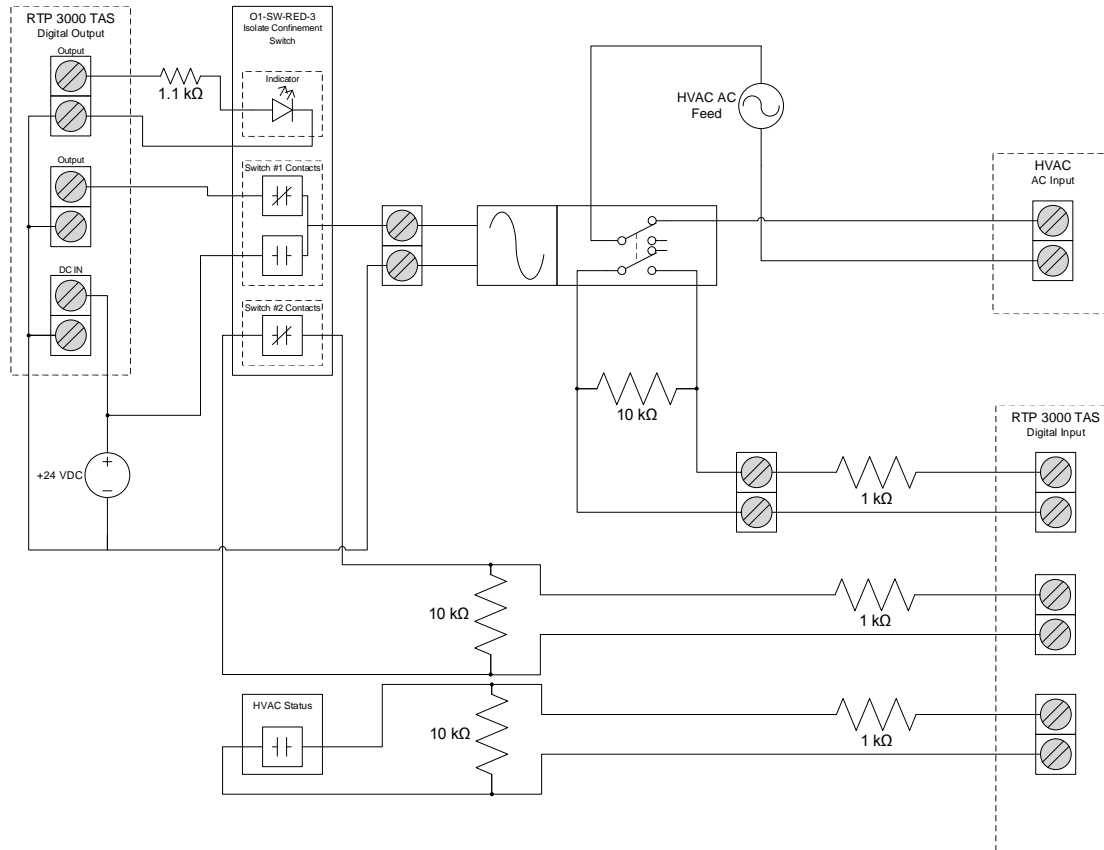 RTP 3000 TAS
Digital Output
Output
1.1 kΩ
Output
DC IN
+24 VDC
O1-SW-RED-3
Isolate Confinement
Switch
Indicator
Switch #1 Contacts
Switch #2 Contacts
HVAC AC
Feed
HVAC
AC Input
10 kΩ
RTP 3000 TAS
Digital Input
1 kΩ
10 kΩ
1 kΩ
HVAC Status
10 kΩ
1 kΩ